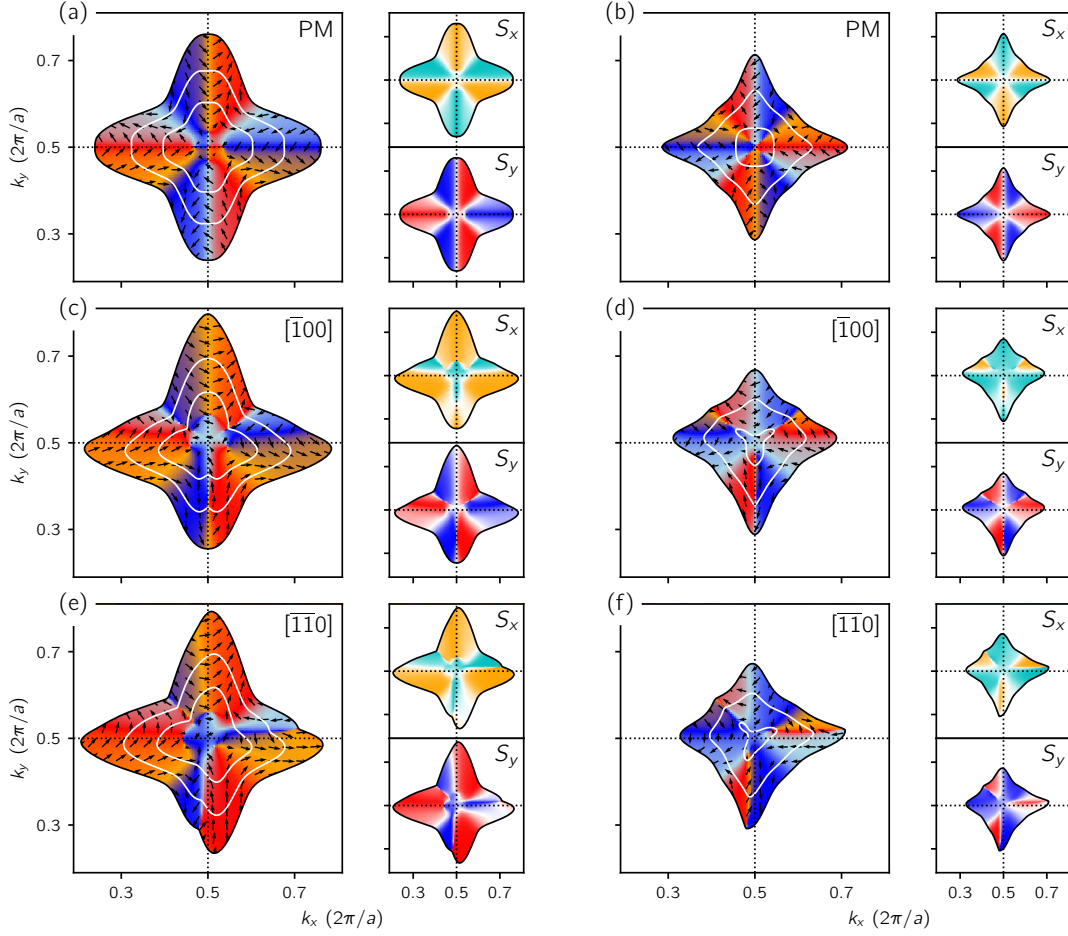 (a)
PM
S_x
(b)
PM
S_x
0.7
0.5
0.3
k_y (2π/a)
S_y
S_y
(c)
[1̅00]
S_x
(d)
[1̅00]
S_x
0.7
0.5
0.3
k_y (2π/a)
S_y
S_y
(e)
[1̅1̅0]
S_x
(f)
[1̅1̅0]
S_x
0.7
0.5
0.3
k_y (2π/a)
S_y
S_y
0.3 0.5 0.7
0.3 0.5 0.7
0.3 0.5 0.7
0.3 0.5 0.7
k_x (2π/a)
k_x (2π/a)